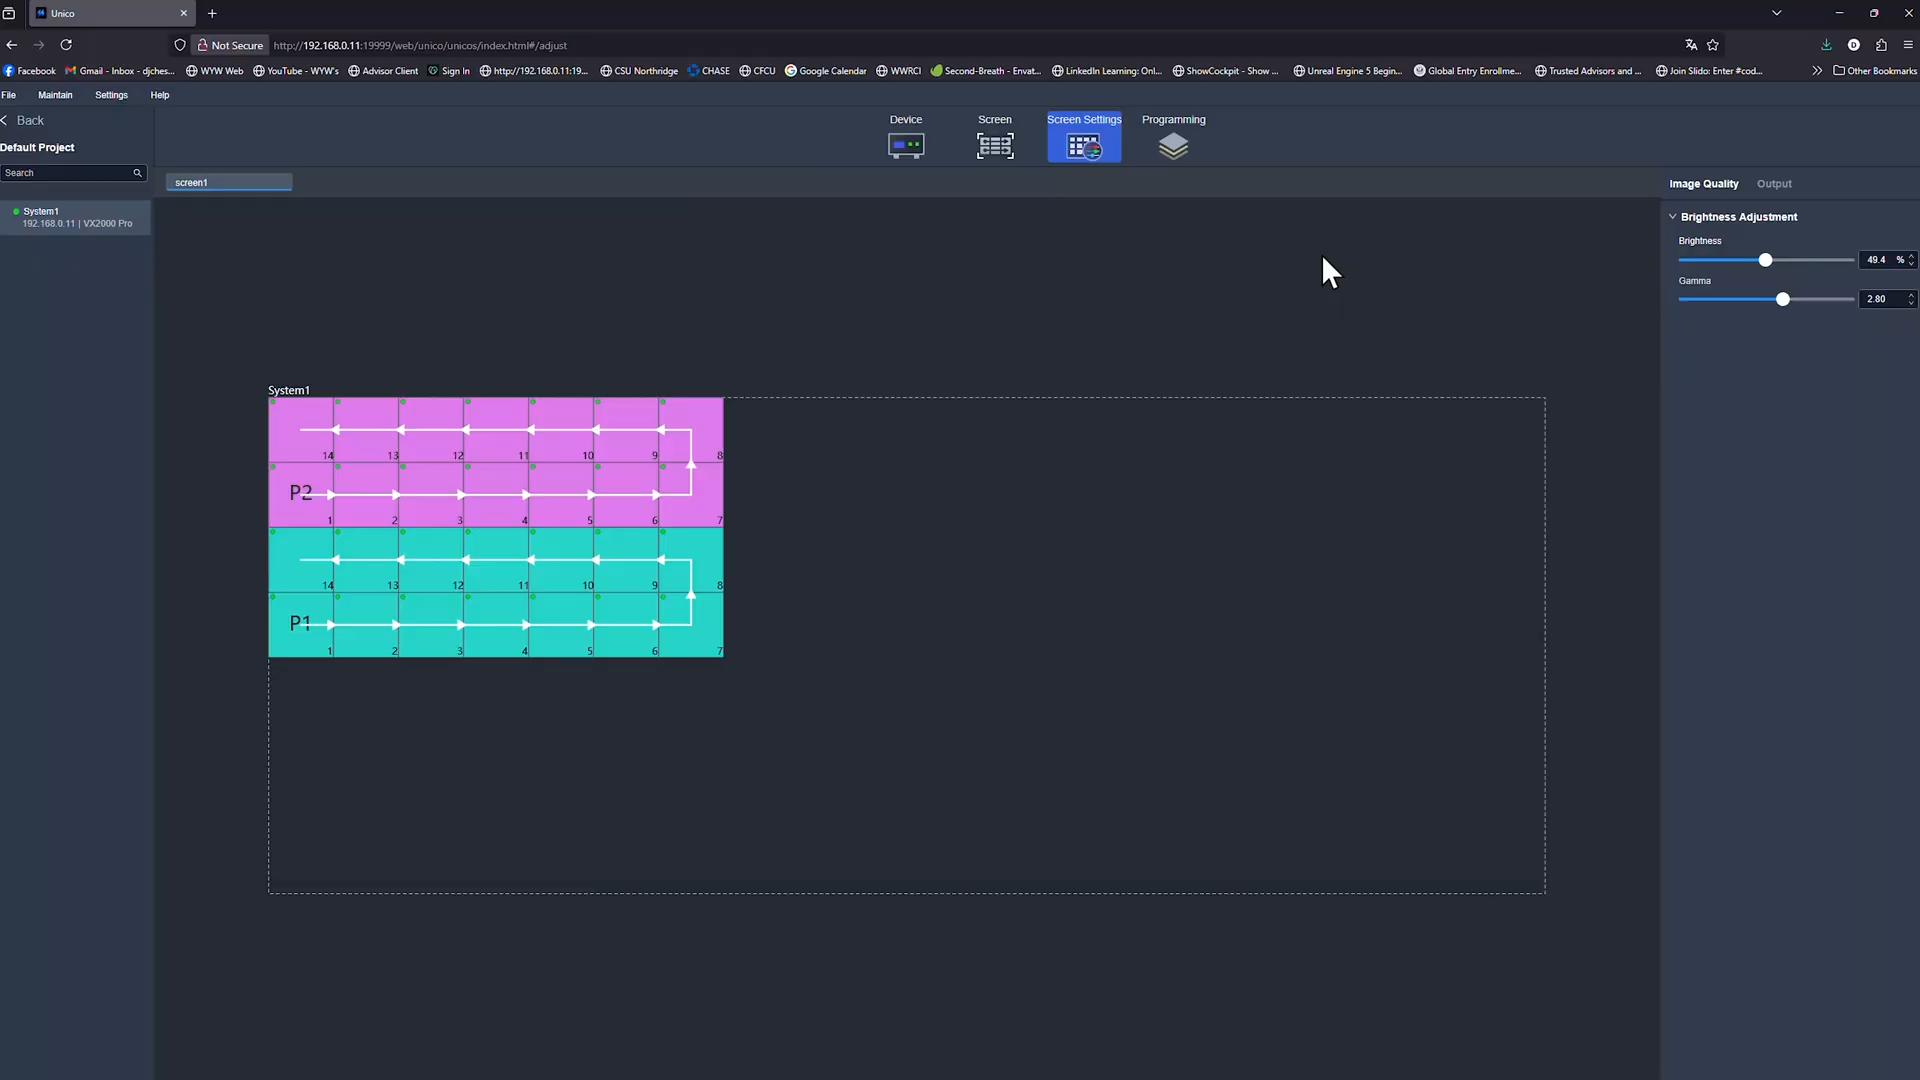 Unico
Not Secure
http://192.168.0.11:19999/web/unico/unicos/index.html#/adjust
Facebook
Gmail - Inbox - djches...
WYW Web
YouTube - WYW's
Advisor Client
Sign In
http://192.168.0.11:19...
CSU Northridge
CHASE
CFCU
Google Calendar
WWRCI
Second-Breath - Envat...
LinkedIn Learning: Onl...
ShowCockpit - Show ...
Unreal Engine 5 Begin...
Global Entry Enrollme...
Trusted Advisors and ...
Join Slido: Enter #cod...
Other Bookmarks
File Maintain Settings Help
Back
Device Screen Screen Settings Programming
Default Project
Search
screen1
System1
192.168.0.11 | VX2000 Pro
Image Quality Output
Brightness Adjustment
Brightness
49.4 %
Gamma
2.80
System1
14 13 12 11 10 9 8
P2
1 2 3 4 5 6 7
14 13 12 11 10 9 8
P1
1 2 3 4 5 6 7